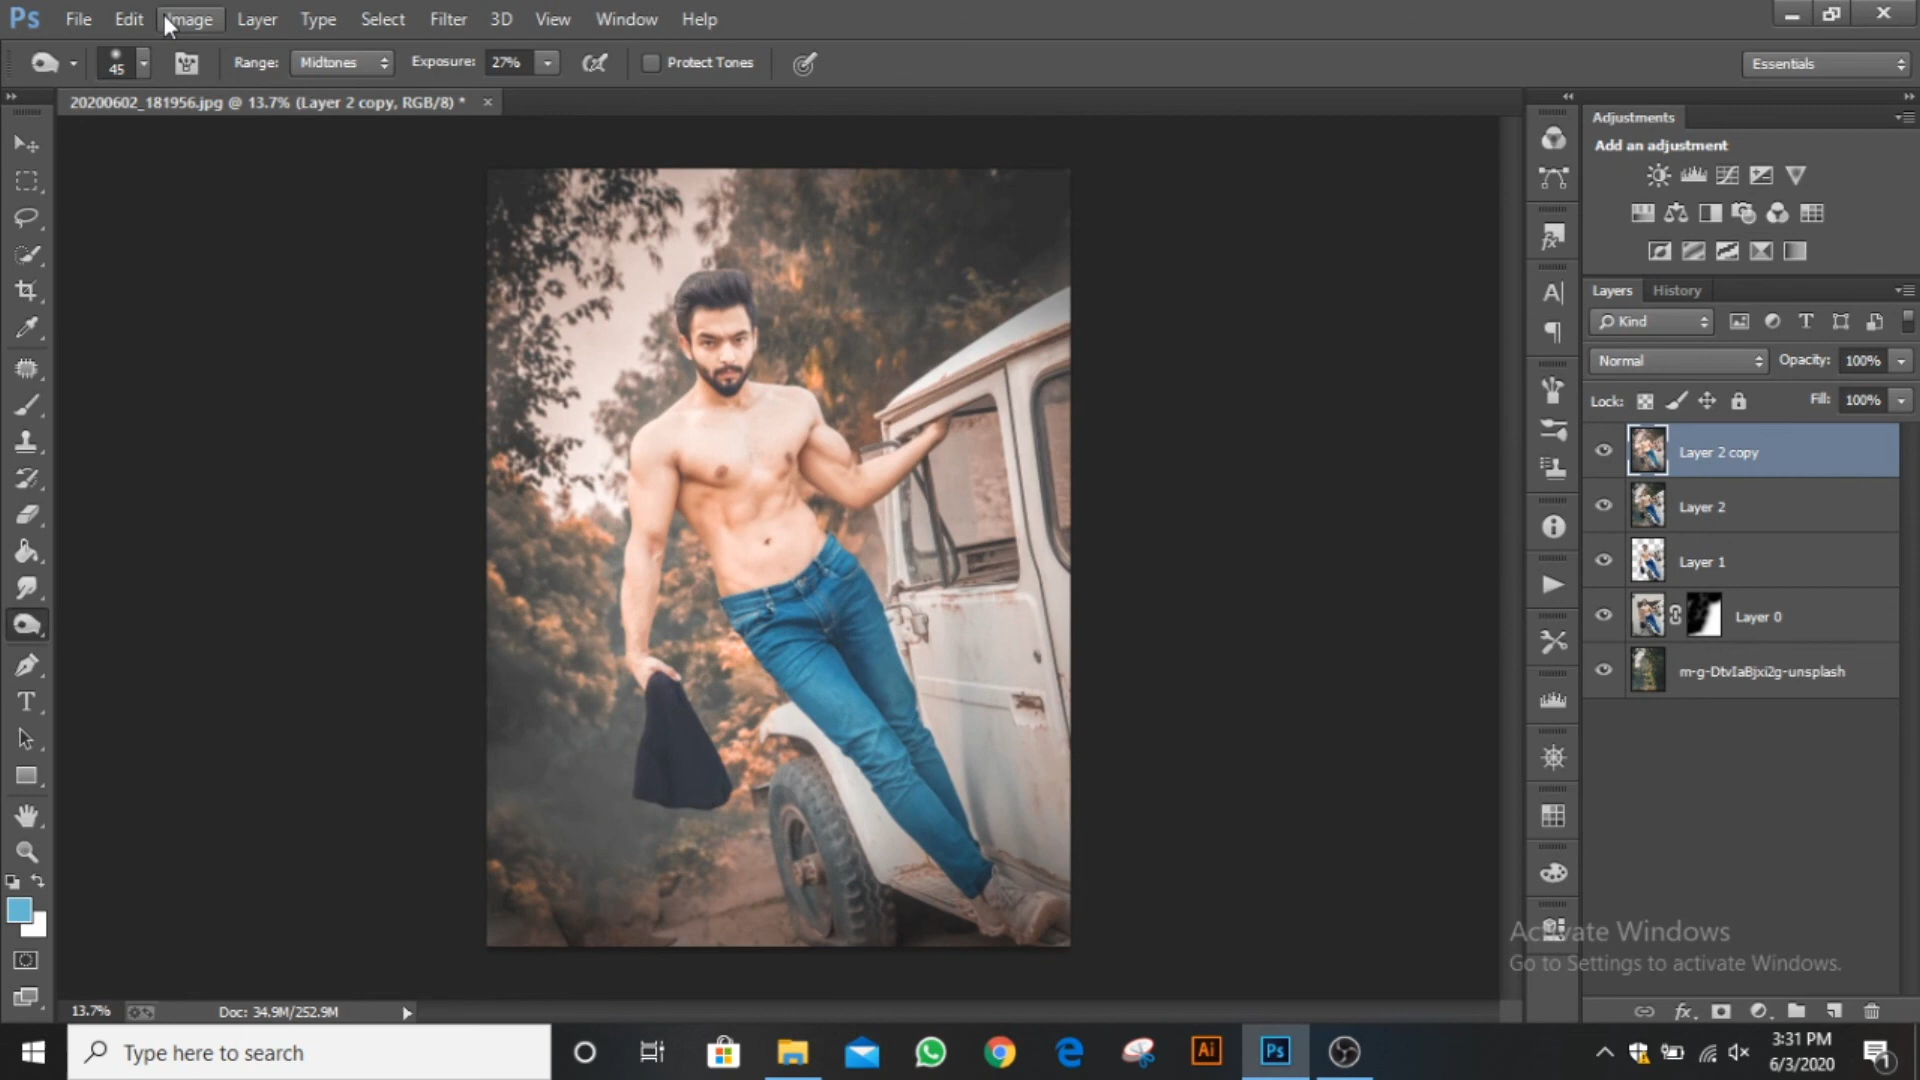 Ps File Edit Image Layer Type Select Filter 3D View Window Help
45 Range: Midtones Exposure: 27% Protect Tones Essentials
20200602_181956.jpg @ 13.7% (Layer 2 copy, RGB/8) * ×
Adjustments
Add an adjustment
Layers History
Kind
Normal Opacity: 100%
Lock: Fill: 100%
Layer 2 copy
Layer 2
Layer 1
Layer 0
m-g-DtvIaBjxi2g-unsplash
Activate Windows
Go to Settings to activate Windows.
13.7% Doc: 34.9M/252.9M
Type here to search
Ai
Ps
3:31 PM
6/3/2020
1